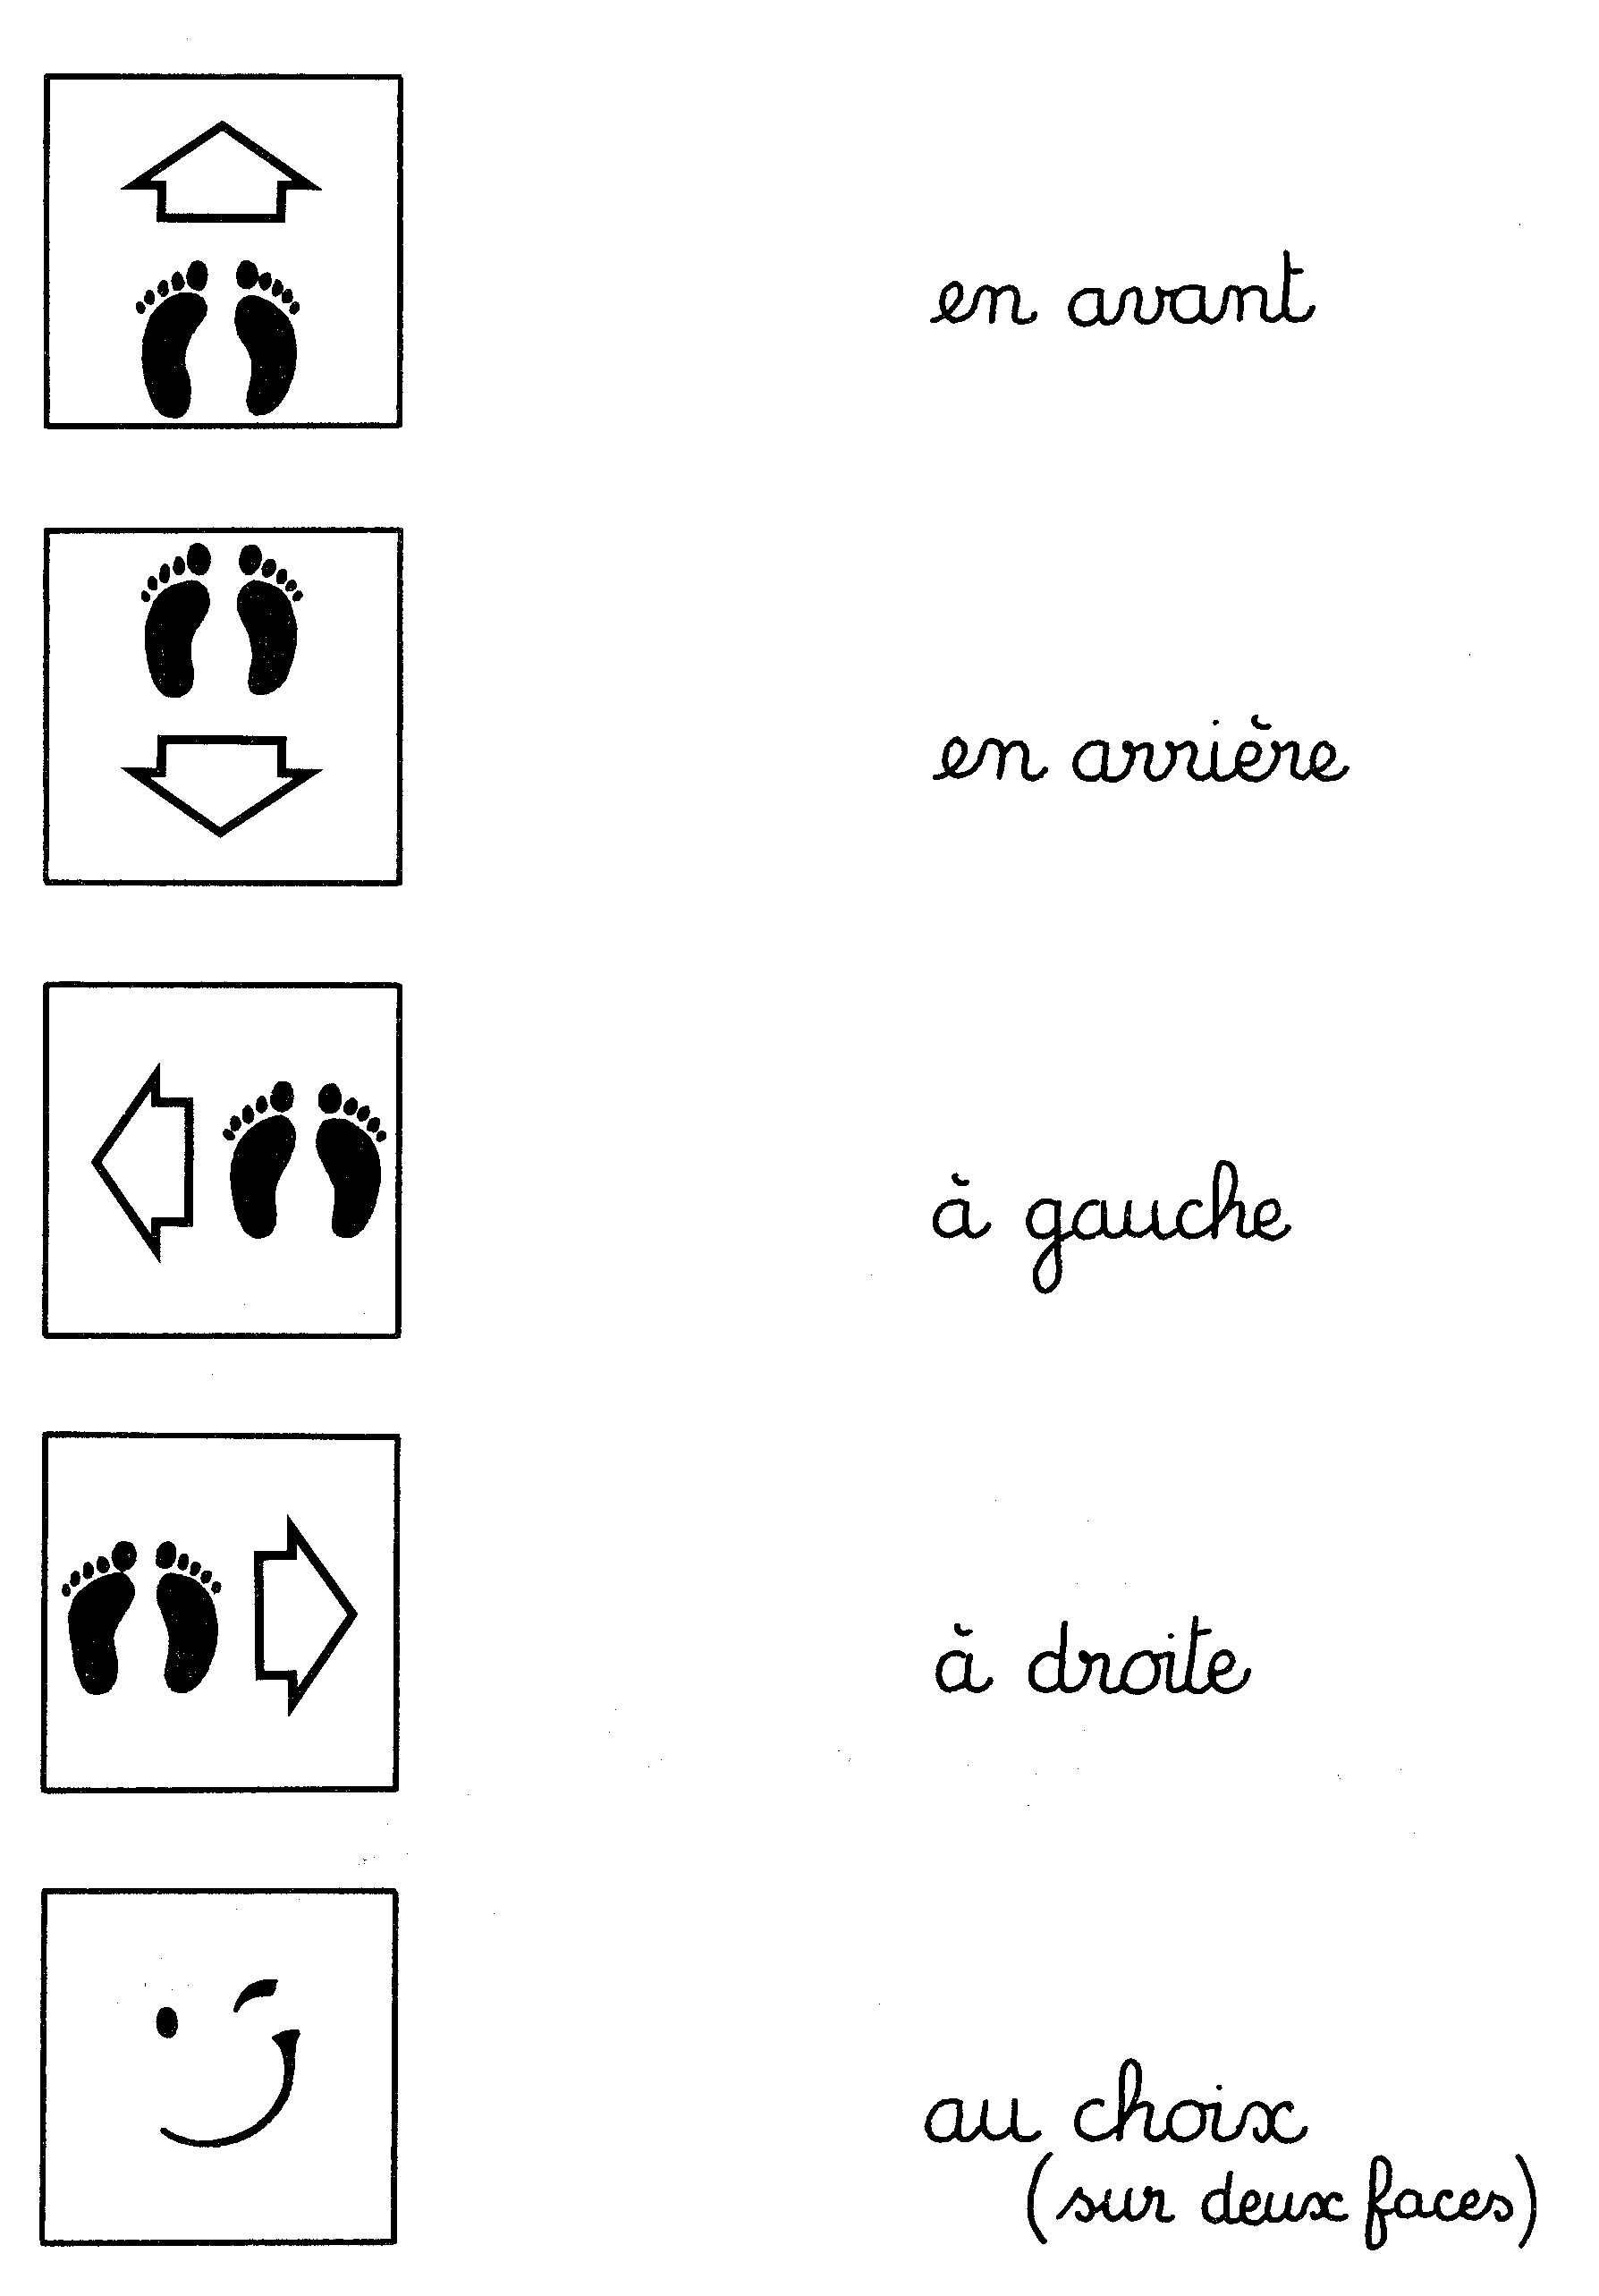 en avant
en arrière
à gauche
à droite
au choix
(sur deux faces)